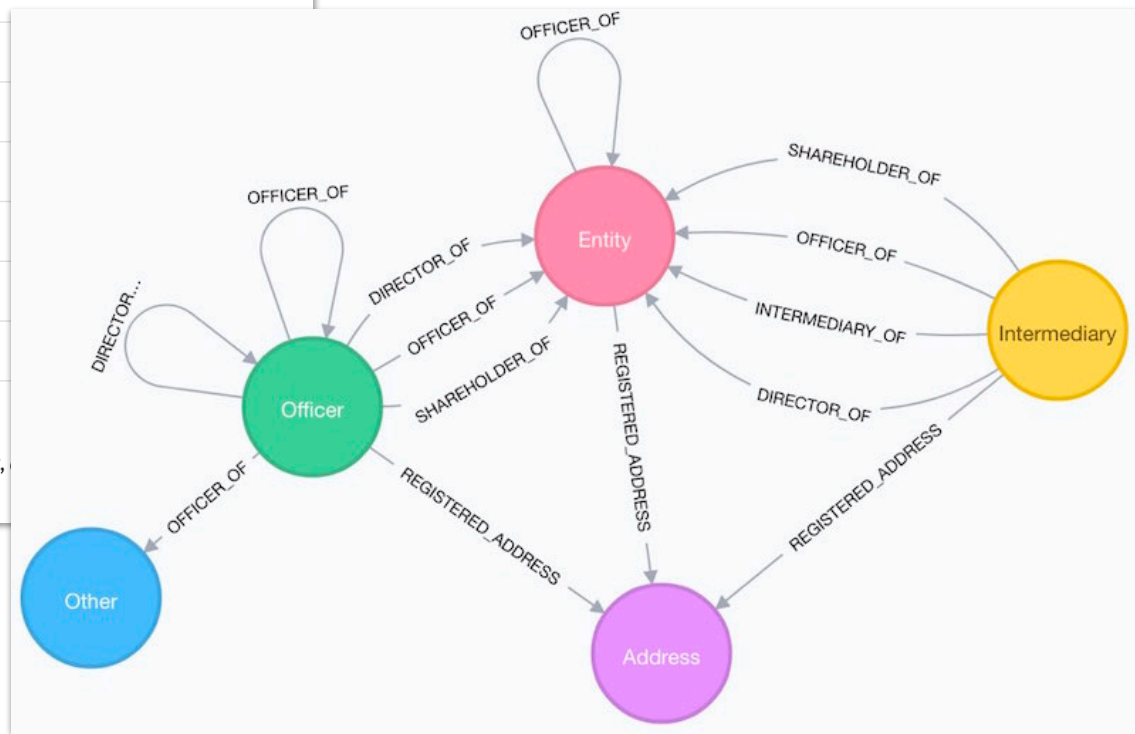 OFFICER_OF
SHAREHOLDER_OF
OFFICER_OF
DIRECTOR_OF
Entity
OFFICER_OF
DIRECTOR...
OFFICER_OF
INTERMEDIARY_OF
Intermediary
SHAREHOLDER_OF
Officer
DIRECTOR_OF
REGISTERED_ADDRESS
REGISTERED_ADDRESS
REGISTERED_ADDRESS
OFFICER_OF
Other
Address
,